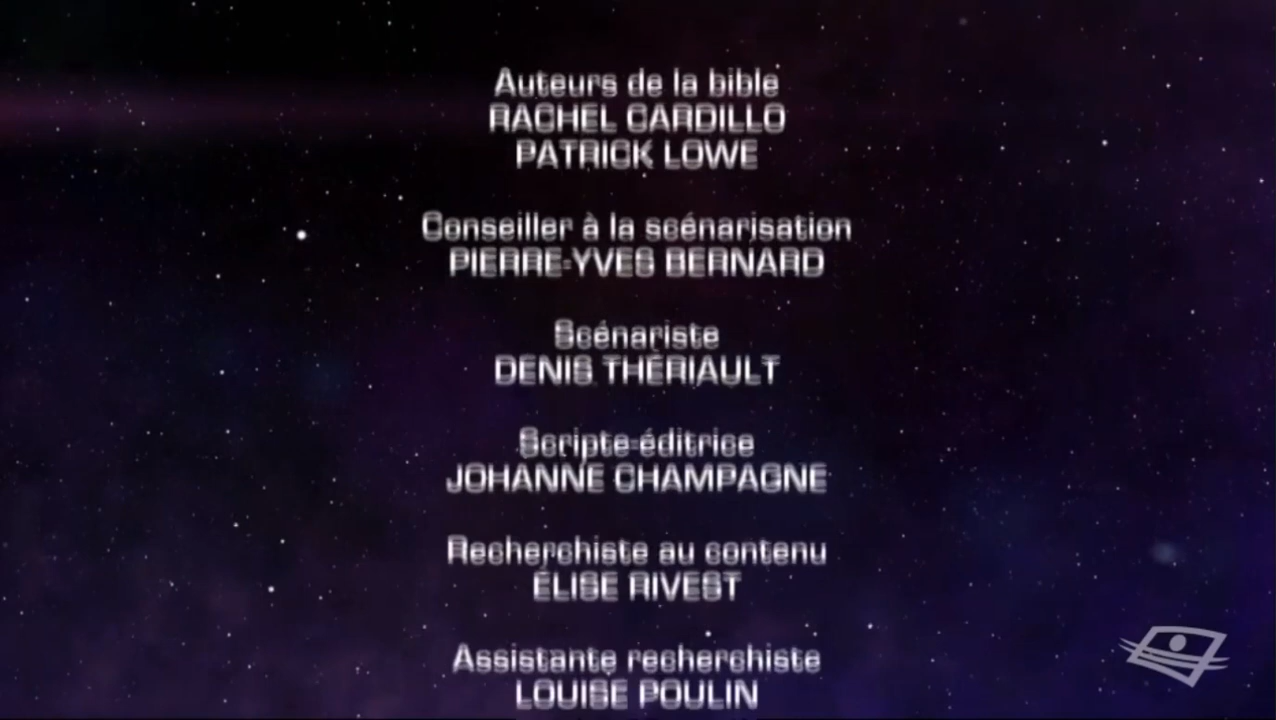 Auteurs de la bible
RACHEL CARDILLO
PATRICK LOWE
Conseiller à la scénarisation
PIERRE-YVES BERNARD
Scénariste
DENIS THÉRIAULT
Scripte-éditrice
JOHANNE CHAMPAGNE
Recherchiste au contenu
ÉLISE RIVEST
Assistante recherchiste
LOUISE POULIN